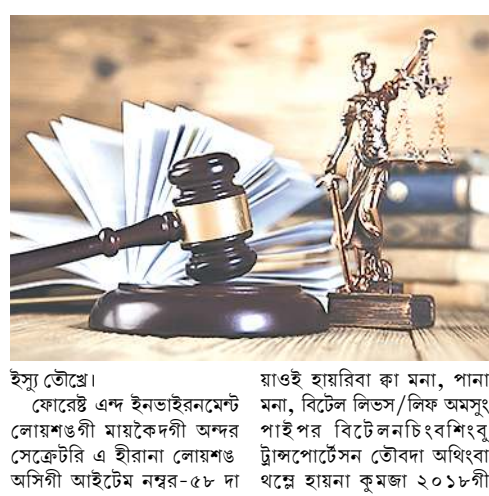 ইস্যু তৌখ্রে।
ফোরেষ্ট এন্দ ইনভাইরনমেন্ট
লোয়শঙগী মায়কৈদগী অন্দর
সেক্রেটরি এ হীরানা লোয়শঙ
অসিগী আইটেম নম্বর-৫৮ দা
য়াওই হায়রিবা ক্বা মনা, পানা
মনা, বিটেল লিভস/লিফ অমসুং
পাইপর বিটেলনচিংবশিংবু
ট্রান্সপোর্টেসন তৌবদা অথিংবা
থম্লে হায়না কুমজা ২০১৮গী